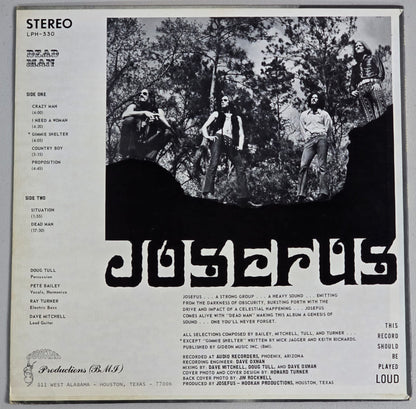 STEREO
LPH-330
DEAD
MAN
SIDE ONE
CRAZY MAN
(4:00)
I NEED A WOMAN
(4:20)
* GIMMIE SHELTER
(4:05)
COUNTRY BOY
(5:15)
PROPOSITION
(4:45)
SIDE TWO
SITUATION
(1:55)
DEAD MAN
(17:30)
JOSEFUS
DOUG TULL
Percussion
PETE BAILEY
Vocals, Harmonica
RAY TURNER
Electric Bass
DAVE MITCHELL
Lead Guitar
JOSEFUS . . . A STRONG GROUP . . . A HEAVY SOUND . . . EMITTING
FROM THE DARKNESS OF OBSCURITY, BURSTING FORTH WITH THE
DRIVE AND IMPACT OF A CELESTIAL HAPPENING . . . JOSEFUS
COMES ALIVE WITH "DEAD MAN" MAKING THIS ALBUM A GENESIS OF
SOUND . . . ONE YOU'LL NEVER FORGET.
ALL SELECTIONS COMPOSED BY BAILEY, MITCHELL, TULL, AND TURNER . . .
*EXCEPT "GIMMIE SHELTER" WRITTEN BY MICK JAGGER AND KEITH RICHARDS.
PUBLISHED BY GIDEON MUSIC INC. (BMI).
RECORDED AT AUDIO RECORDERS, PHOENIX, ARIZONA
RECORDING ENGINEER: DAVE OXMAN
MIXING BY: DAVE MITCHELL, DOUG TULL, AND DAVE OXMAN
COVER PHOTO AND COVER DESIGN BY: HOWARD TURNER
BACK COVER PHOTO BY: JIM ROCKNELL
PRODUCED BY JOSEFUS - HOOKAH PRODUCTIONS, HOUSTON, TEXAS
THIS
RECORD
SHOULD
BE
PLAYED
LOUD
Productions (B.M.I)
311 WEST ALABAMA - HOUSTON, TEXAS - 77006